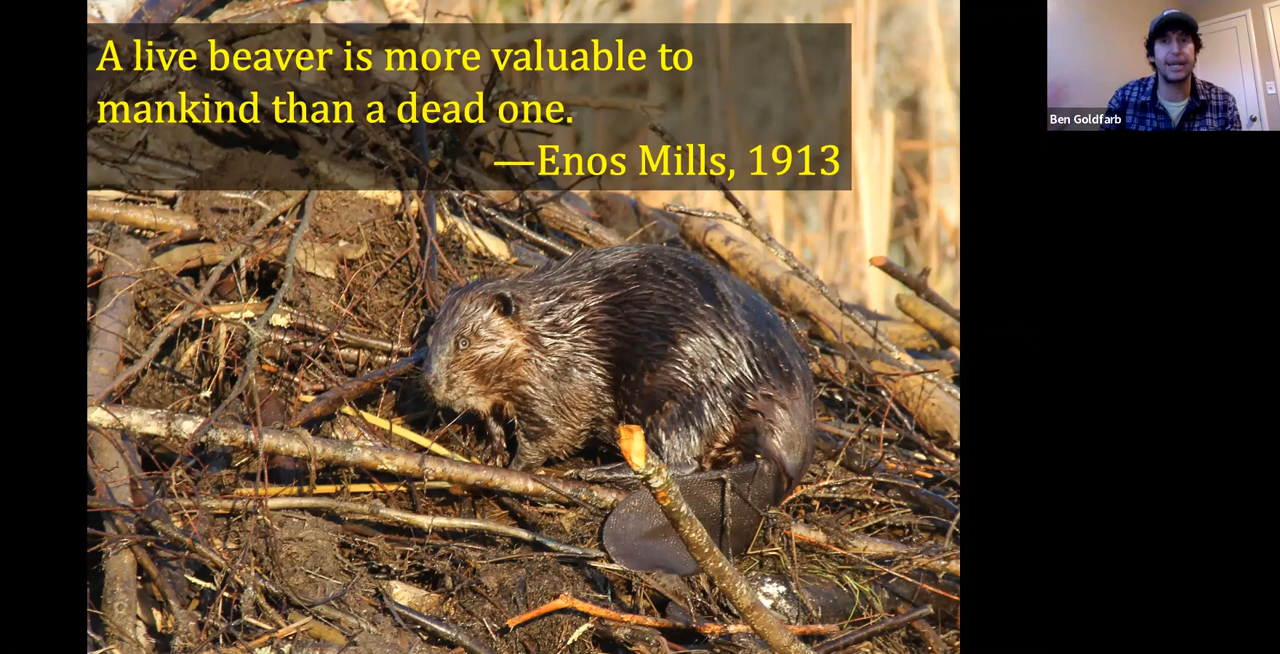 A live beaver is more valuable to
mankind than a dead one.
—Enos Mills, 1913
Ben Goldfarb